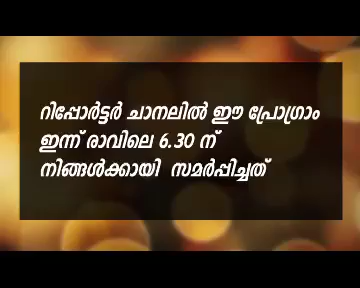 റിപ്പോർട്ടർ ചാനലിൽ ഈ പ്രോഗ്രാം
ഇന്ന് രാവിലെ 6.30 ന്
നിങ്ങൾക്കായി സമർപ്പിച്ചത്